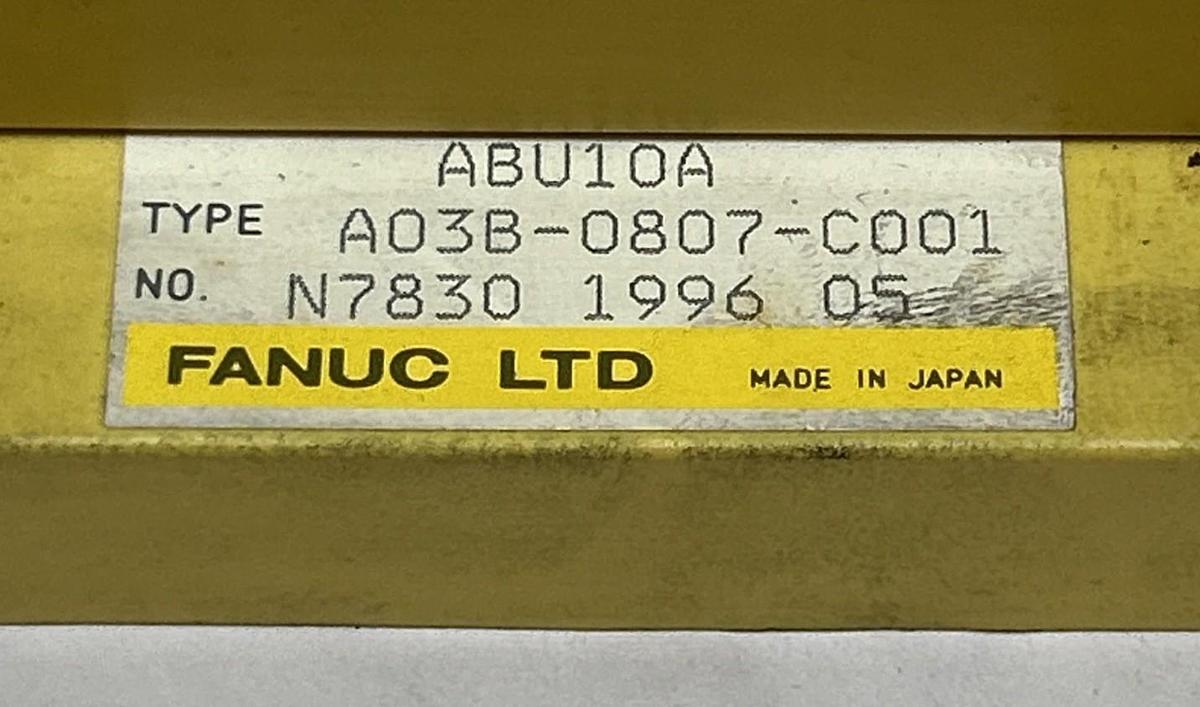 ABU10A
TYPE A03B-0807-C001
NO. N7830 1996 05
FANUC LTD MADE IN JAPAN